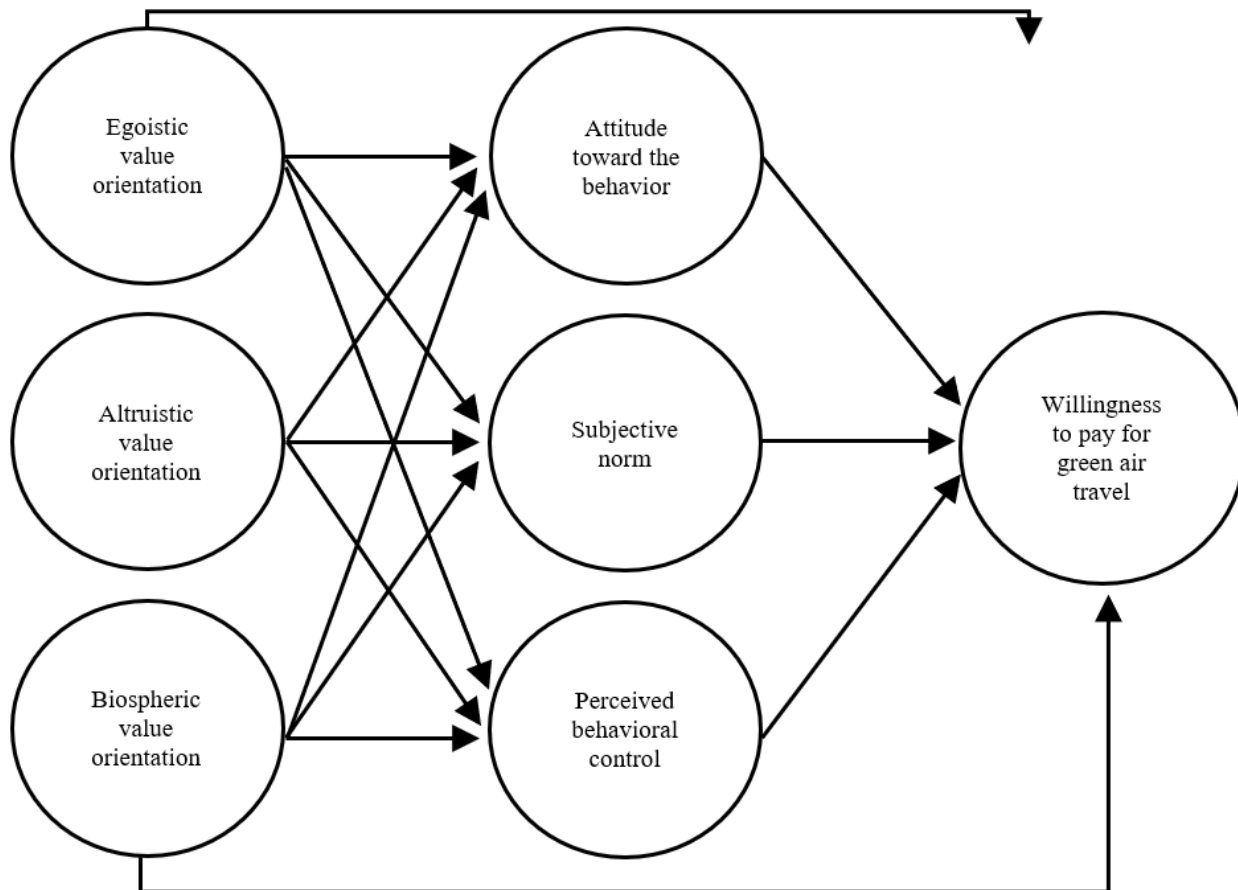 Egoistic
value
orientation
Attitude
toward the
behavior
Altruistic
value
orientation
Subjective
norm
Willingness
to pay for
green air
travel
Biospheric
value
orientation
Perceived
behavioral
control